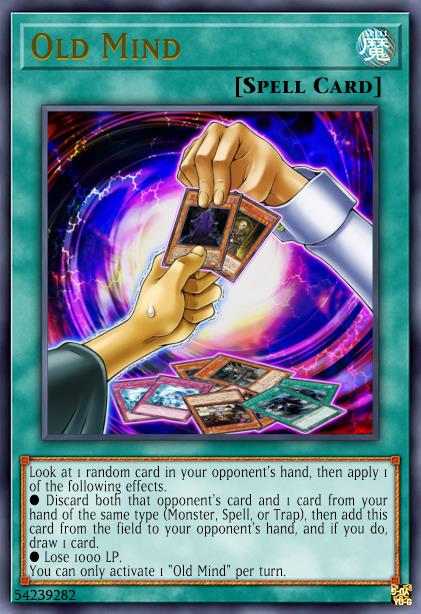 OLD MIND
SPELL
魔
[SPELL CARD]
Look at 1 random card in your opponent's hand, then apply 1
of the following effects.
● Discard both that opponent's card and 1 card from your
hand of the same type (Monster, Spell, or Trap), then add this
card from the field to your opponent's hand, and if you do,
draw 1 card.
● Lose 1000 LP.
You can only activate 1 "Old Mind" per turn.
54239282